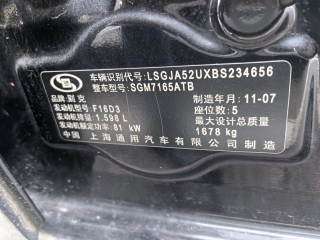 车辆识别代号：LSGJA52UXBS234656
整车型号：SGM7165ATB
品牌：别克 制造年月 11-07
发动机型号：F16D3 座位数：5
发动机排量：1.598 L 最大设计总质量
发动机额定功率：81 kW 1678 kg
中国 上海通用汽车有限公司制造